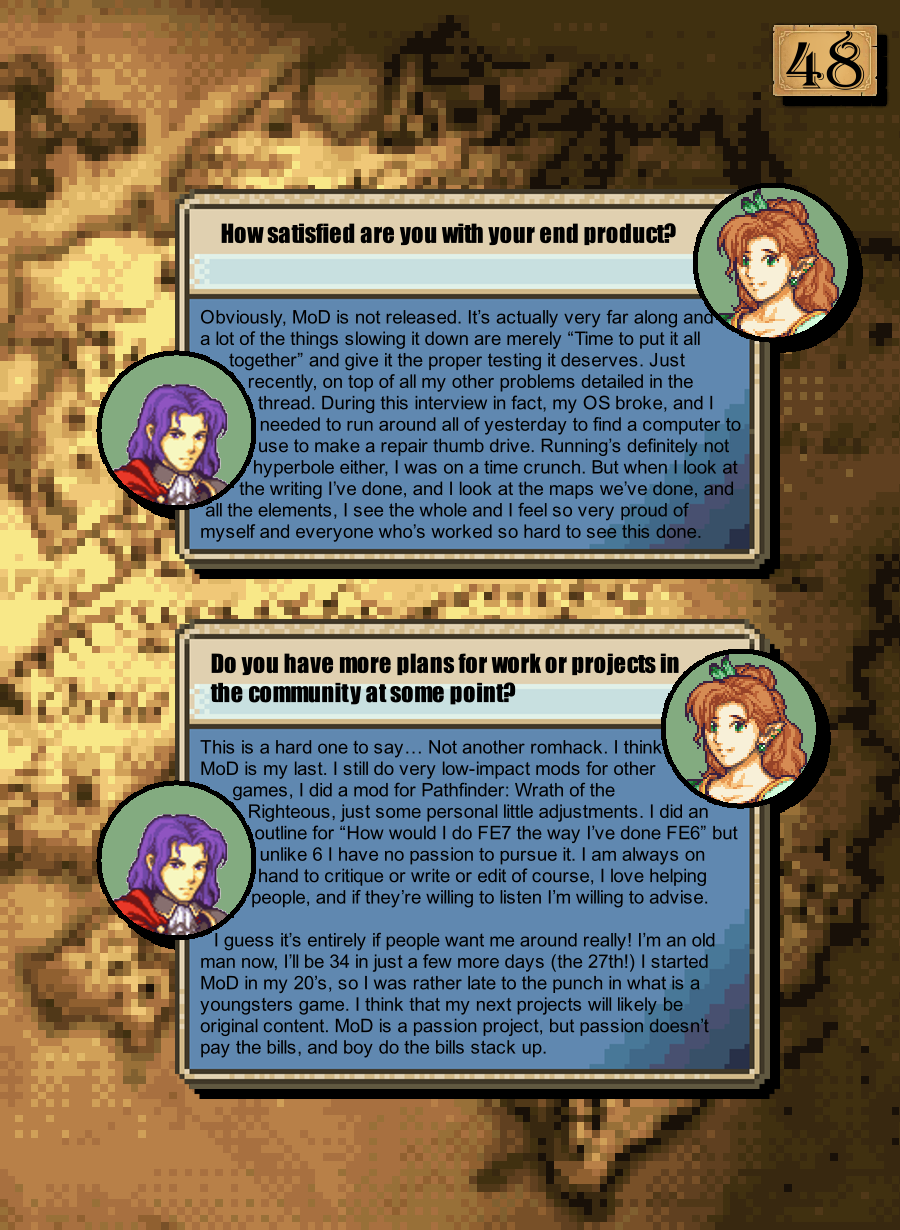 48
How satisfied are you with your end product?
Obviously, MoD is not released. It’s actually very far along and
a lot of the things slowing it down are merely “Time to put it all
together” and give it the proper testing it deserves. Just
recently, on top of all my other problems detailed in the
thread. During this interview in fact, my OS broke, and I
needed to run around all of yesterday to find a computer to
use to make a repair thumb drive. Running’s definitely not
hyperbole either, I was on a time crunch. But when I look at
the writing I’ve done, and I look at the maps we’ve done, and
all the elements, I see the whole and I feel so very proud of
myself and everyone who’s worked so hard to see this done.
Do you have more plans for work or projects in
the community at some point?
This is a hard one to say… Not another romhack. I think
MoD is my last. I still do very low-impact mods for other
games, I did a mod for Pathfinder: Wrath of the
Righteous, just some personal little adjustments. I did an
outline for “How would I do FE7 the way I’ve done FE6” but
unlike 6 I have no passion to pursue it. I am always on
hand to critique or write or edit of course, I love helping
people, and if they’re willing to listen I’m willing to advise.
I guess it’s entirely if people want me around really! I’m an old
man now, I’ll be 34 in just a few more days (the 27th!) I started
MoD in my 20’s, so I was rather late to the punch in what is a
youngsters game. I think that my next projects will likely be
original content. MoD is a passion project, but passion doesn’t
pay the bills, and boy do the bills stack up.